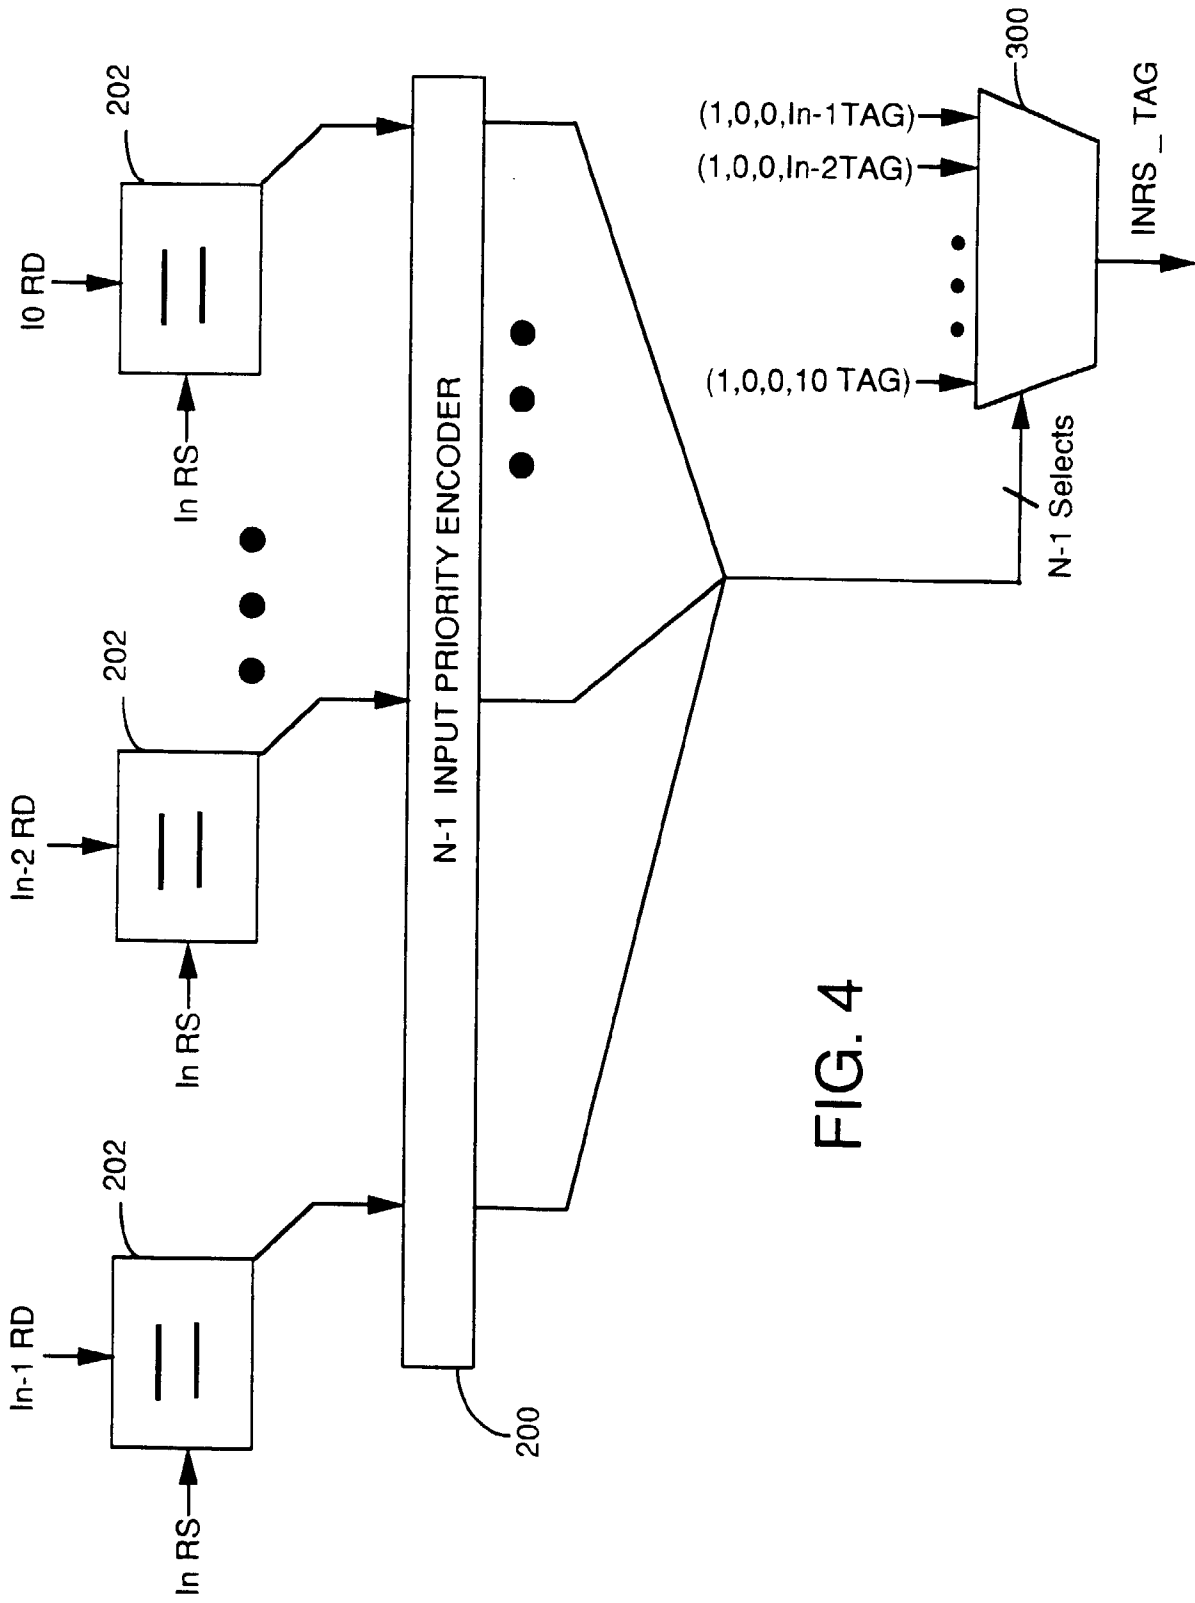 In-1 RD
In-2 RD
I0 RD
202
202
202
In RS
In RS
In RS
N-1 INPUT PRIORITY ENCODER
200
(1,0,0,10 TAG)
(1,0,0,In-2TAG)
(1,0,0,In-1TAG)
300
N-1 Selects
INRS_TAG
FIG. 4